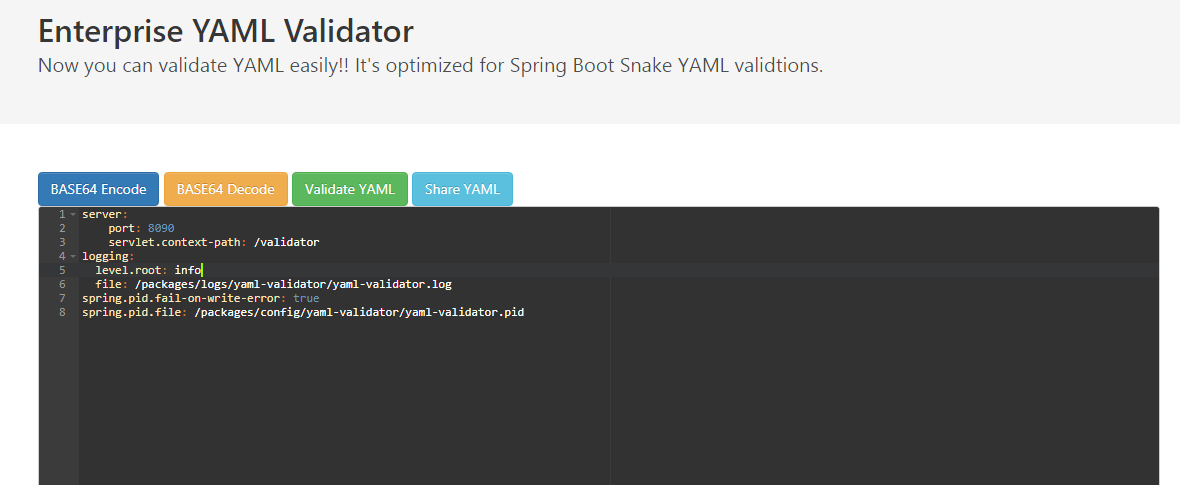 Enterprise YAML Validator
Now you can validate YAML easily!! It's optimized for Spring Boot Snake YAML validtions.
BASE64 Encode BASE64 Decode Validate YAML Share YAML
1 server:
2     port: 8090
3     servlet.context-path: /validator
4 logging:
5   level.root: info
6   file: /packages/logs/yaml-validator/yaml-validator.log
7 spring.pid.fail-on-write-error: true
8 spring.pid.file: /packages/config/yaml-validator/yaml-validator.pid